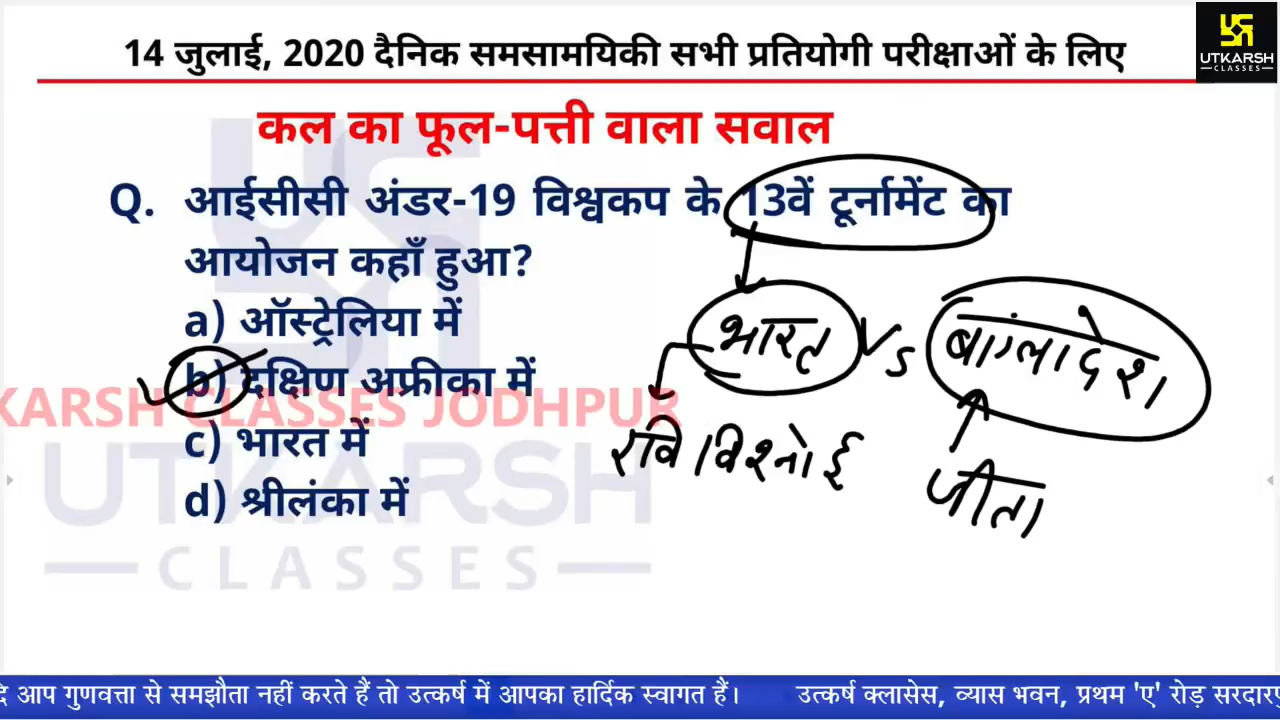 14 जुलाई, 2020 दैनिक समसामयिकी सभी प्रतियोगी परीक्षाओं के लिए
UTKARSH
CLASSES
कल का फूल-पत्ती वाला सवाल
Q. आईसीसी अंडर-19 विश्वकप के 13वें टूर्नामेंट का
आयोजन कहाँ हुआ?
a) ऑस्ट्रेलिया में
b) दक्षिण अफ्रीका में
c) भारत में
d) श्रीलंका में
भारत Vs बांग्लादेश
रवि विश्नोई
जीता
KARSH CLASSES JODHPUR
UTKARSH
CLASSES
आप गुणवत्ता से समझौता नहीं करते हैं तो उत्कर्ष में आपका हार्दिक स्वागत हैं। उत्कर्ष क्लासेस, व्यास भवन, प्रथम 'ए' रोड़